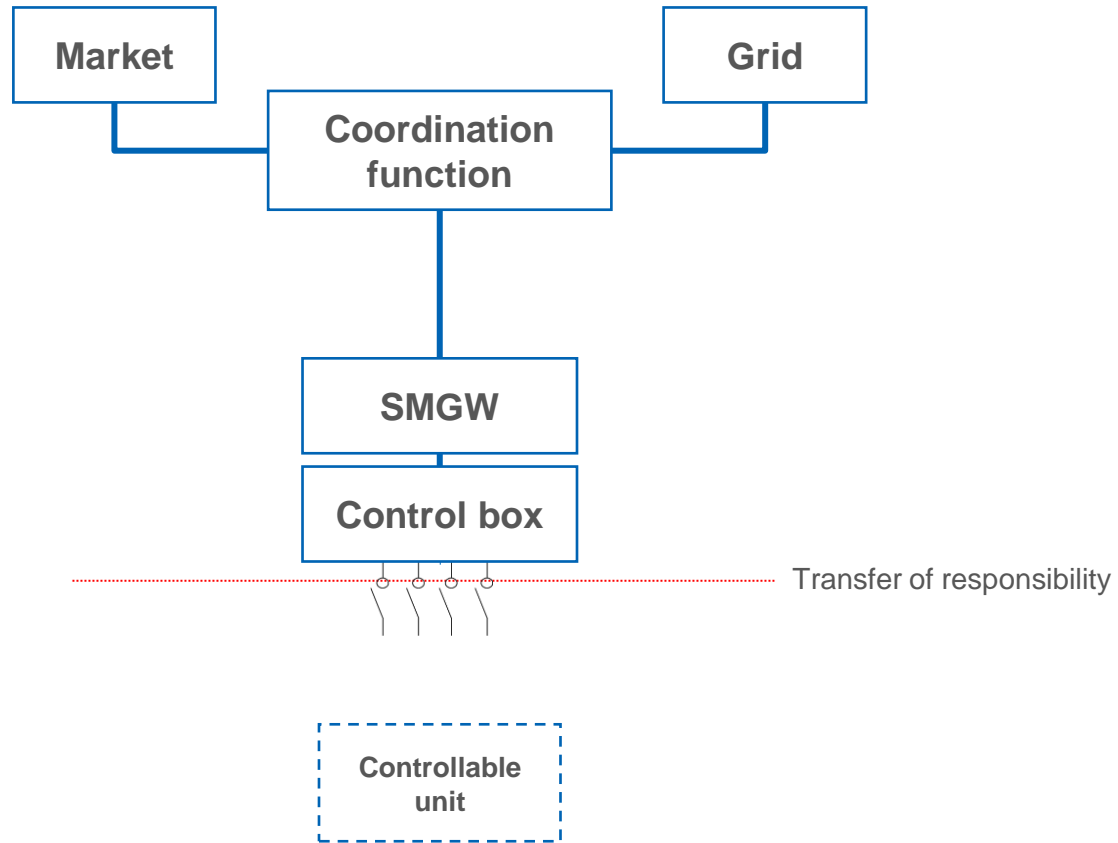 Market
Grid
Coordination
function
SMGW
Control box
Transfer of responsibility
Controllable
unit